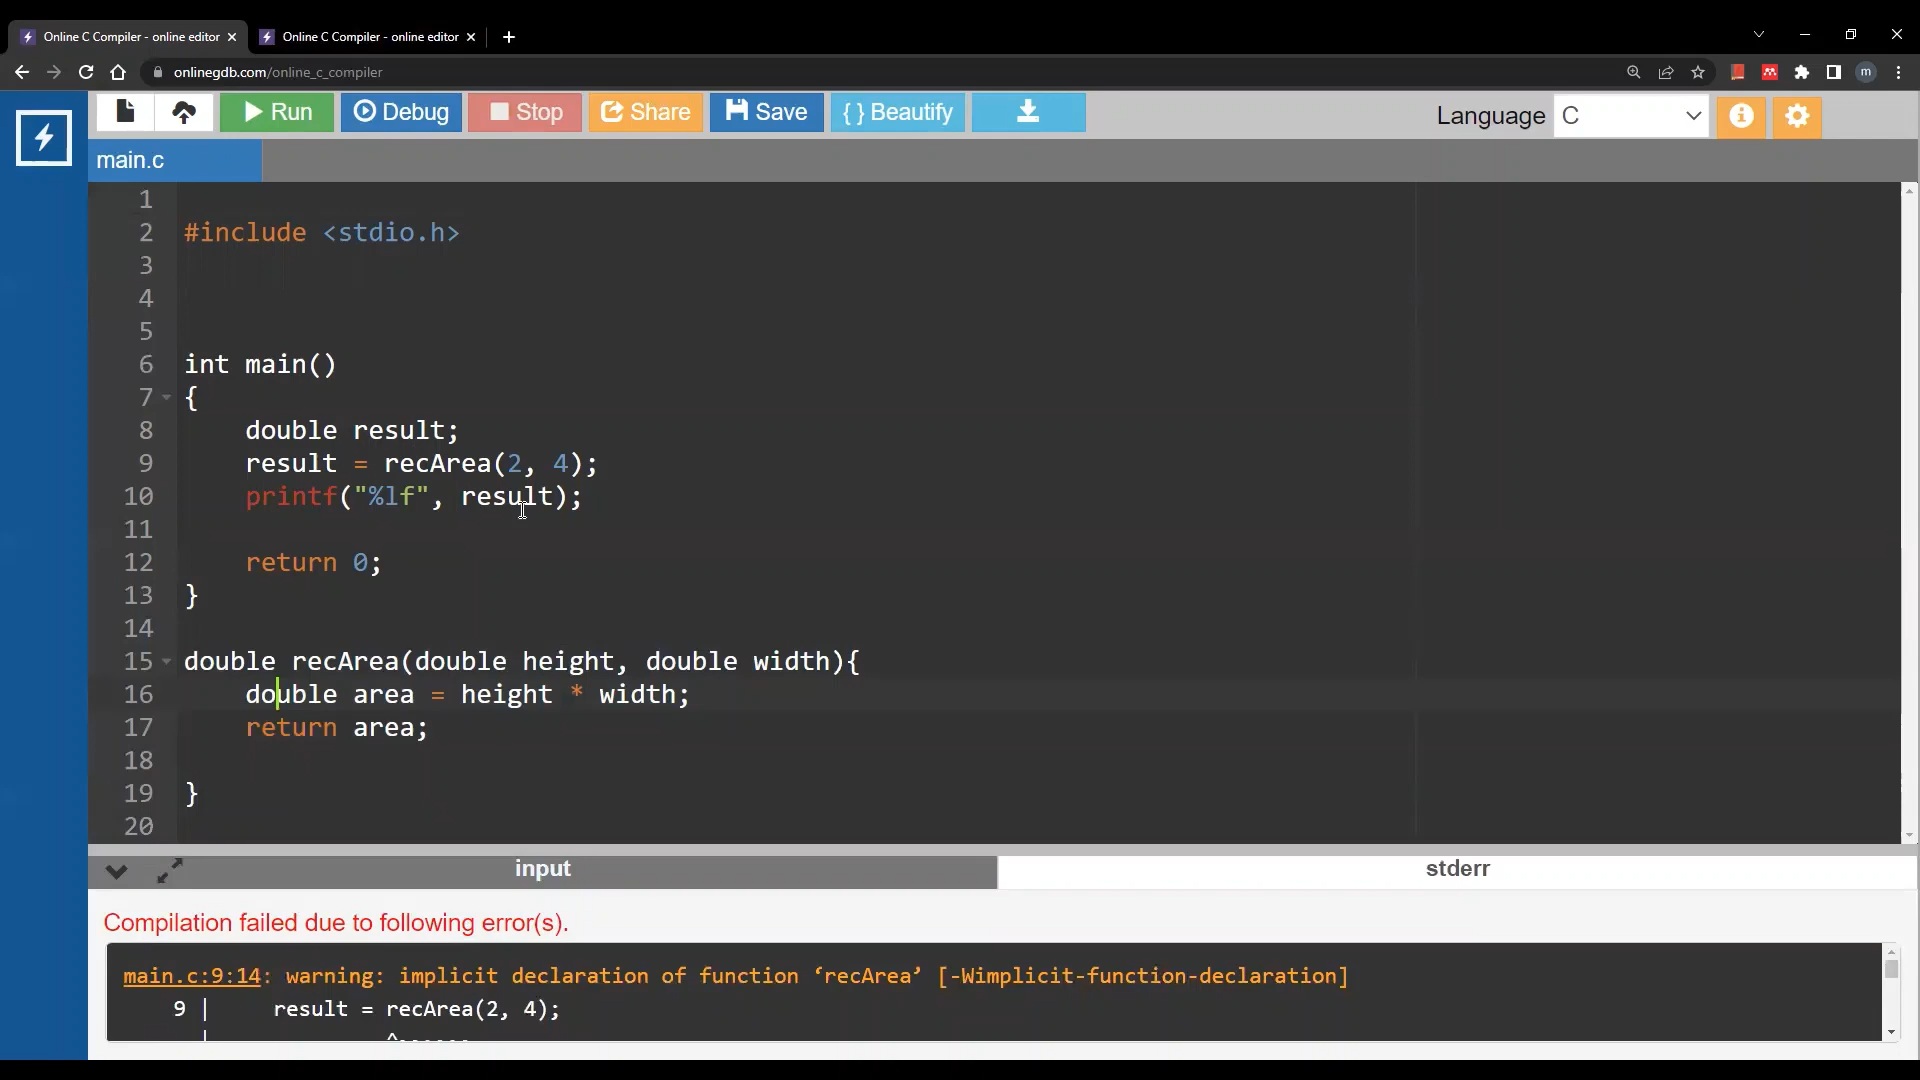 Online C Compiler - online editor
Online C Compiler - online editor
onlinegdb.com/online_c_compiler
m
Run Debug Stop Share Save { } Beautify
Language C
main.c
1
2 #include <stdio.h>
3
4
5
6 int main()
7 {
8 double result;
9 result = recArea(2, 4);
10 printf("%lf", result);
11
12 return 0;
13 }
14
15 double recArea(double height, double width){
16 double area = height * width;
17 return area;
18
19 }
20
input
stderr
Compilation failed due to following error(s).
main.c:9:14: warning: implicit declaration of function ‘recArea’ [-Wimplicit-function-declaration]
9 | result = recArea(2, 4);
| ^~~~~~~